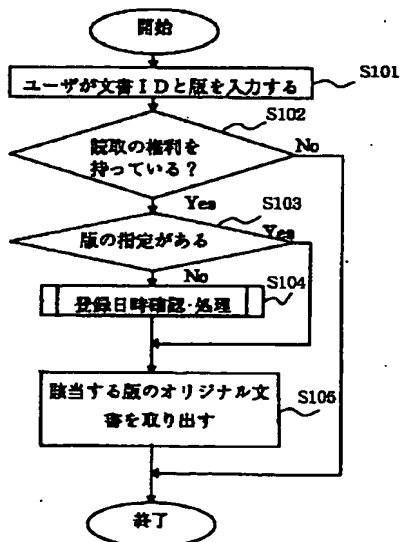 開始
ユーザが文書IDと版を入力する
S101
S102
読取の権利を
持っている?
No
Yes
S103
版の指定がある
Yes
No
S104
登録日時確認・処理
該当する版のオリジナル文
書を取り出す
S105
終了